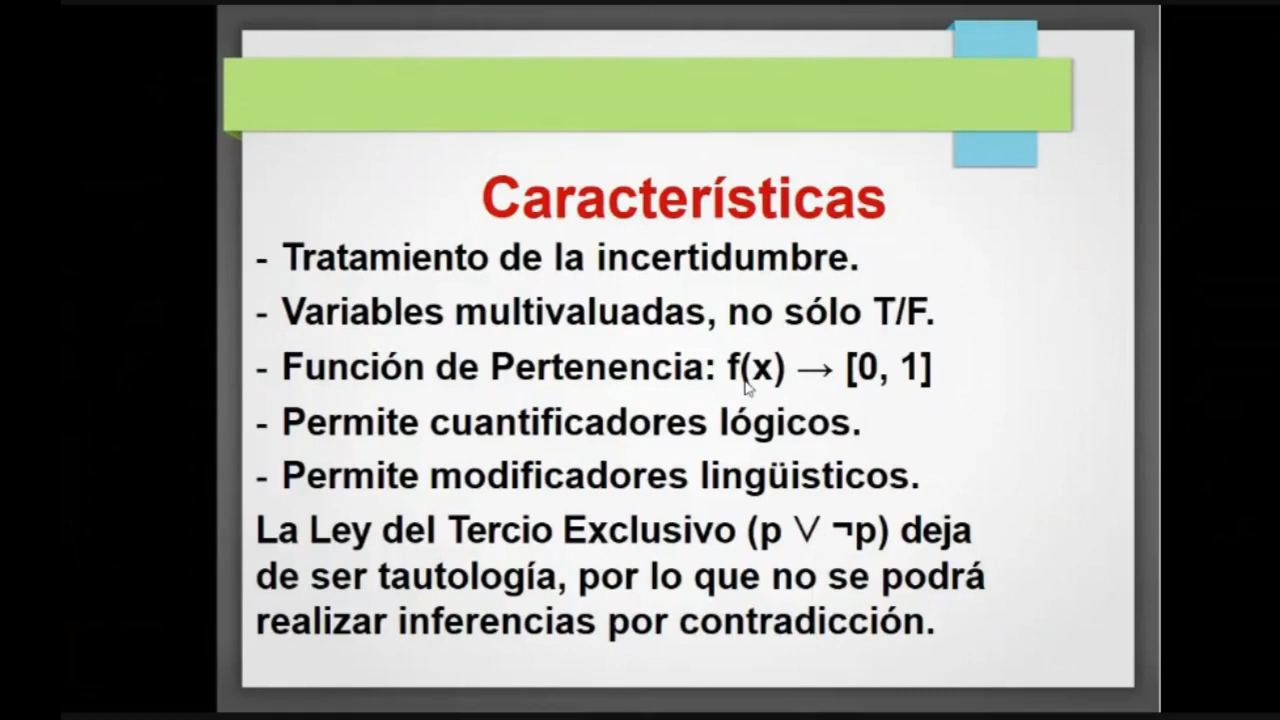 Características
- Tratamiento de la incertidumbre.
- Variables multivaluadas, no sólo T/F.
- Función de Pertenencia: f(x) → [0, 1]
- Permite cuantificadores lógicos.
- Permite modificadores lingüisticos.
La Ley del Tercio Exclusivo (p ∨ ¬p) deja
de ser tautología, por lo que no se podrá
realizar inferencias por contradicción.